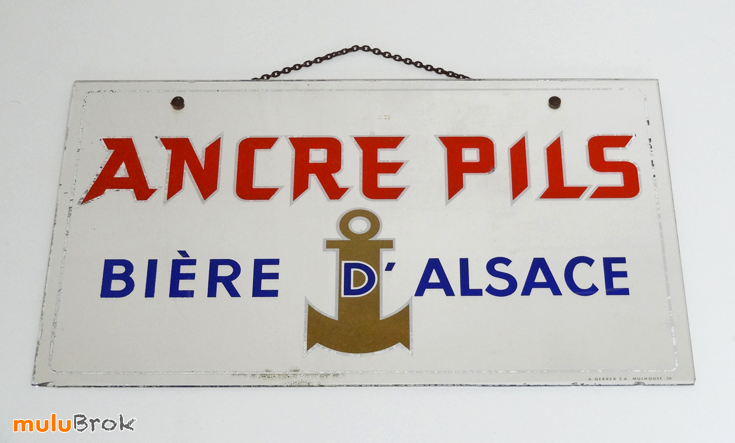 ANCRE PILS
BIÈRE D'ALSACE
muluBrok